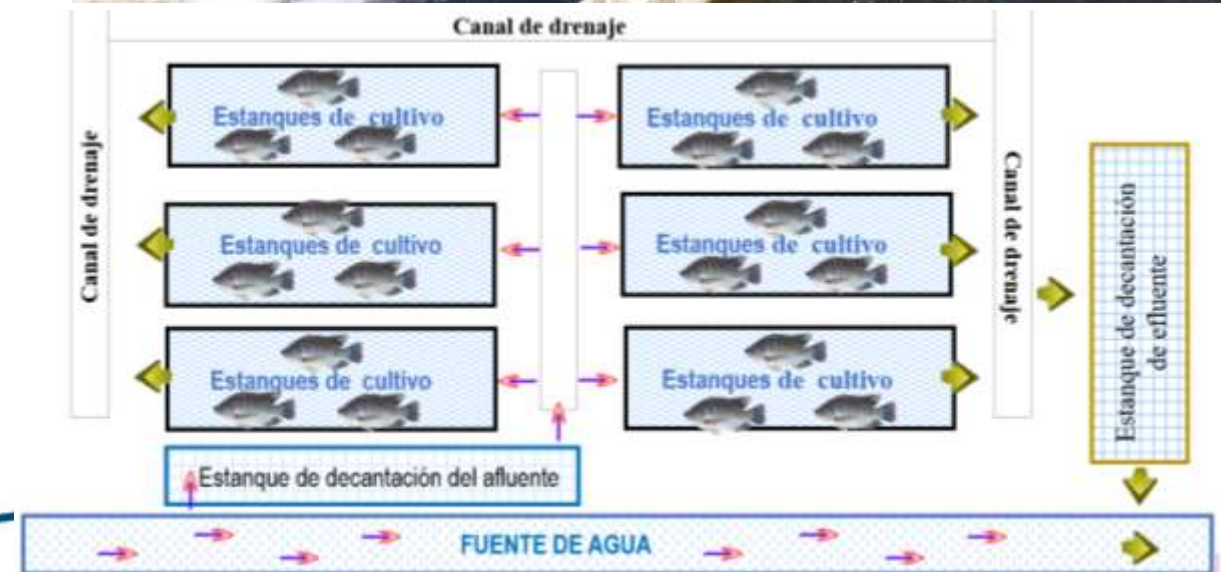 Canal de drenaje
Canal de drenaje
Estanques de cultivo
Estanques de cultivo
Canal de drenaje
Estanques de cultivo
Estanques de cultivo
Estanques de cultivo
Estanques de cultivo
Estanque de decantación
de efluente
Estanque de decantación del afluente
FUENTE DE AGUA